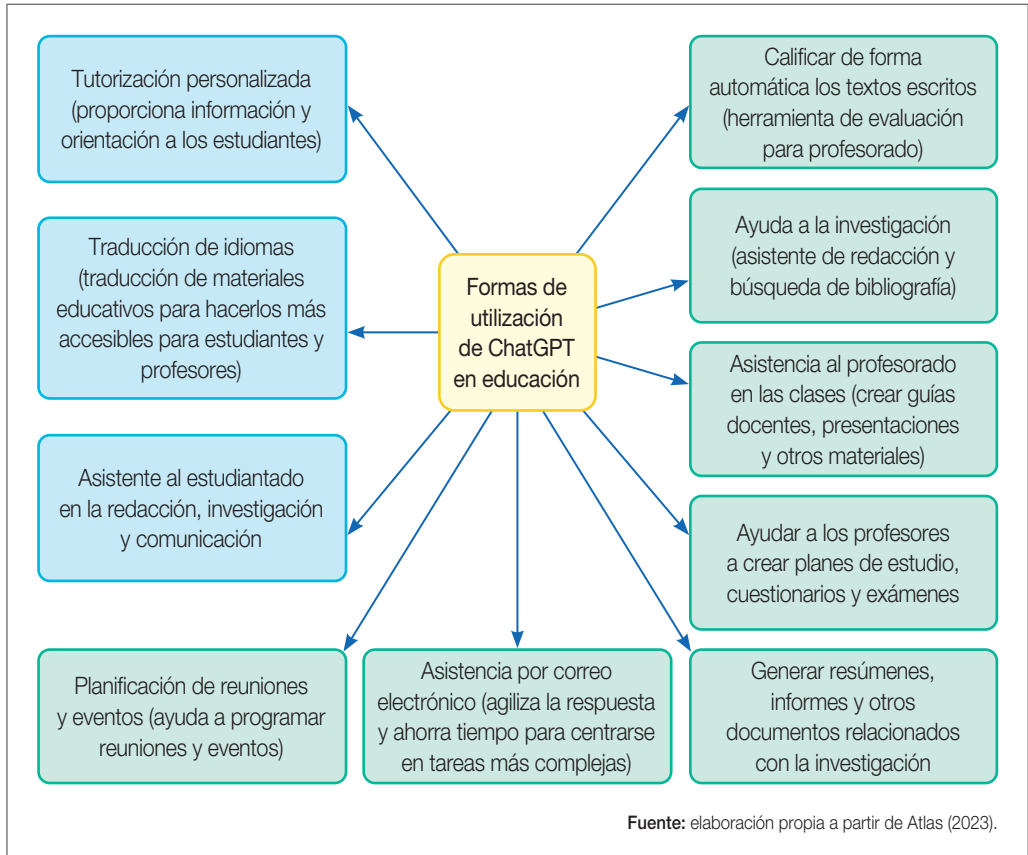 Tutorización personalizada
(proporciona información y
orientación a los estudiantes)
Traducción de idiomas
(traducción de materiales
educativos para hacerlos más
accesibles para estudiantes y
profesores)
Asistente al estudiantado
en la redacción, investigación
y comunicación
Planificación de reuniones
y eventos (ayuda a programar
reuniones y eventos)
Formas de
utilización
de ChatGPT
en educación
Asistencia por correo
electrónico (agiliza la respuesta
y ahorra tiempo para centrarse
en tareas más complejas)
Calificar de forma
automática los textos escritos
(herramienta de evaluación
para profesorado)
Ayuda a la investigación
(asistente de redacción y
búsqueda de bibliografía)
Asistencia al profesorado
en las clases (crear guías
docentes, presentaciones
y otros materiales)
Ayudar a los profesores
a crear planes de estudio,
cuestionarios y exámenes
Generar resúmenes,
informes y otros
documentos relacionados
con la investigación
Fuente: elaboración propia a partir de Atlas (2023).